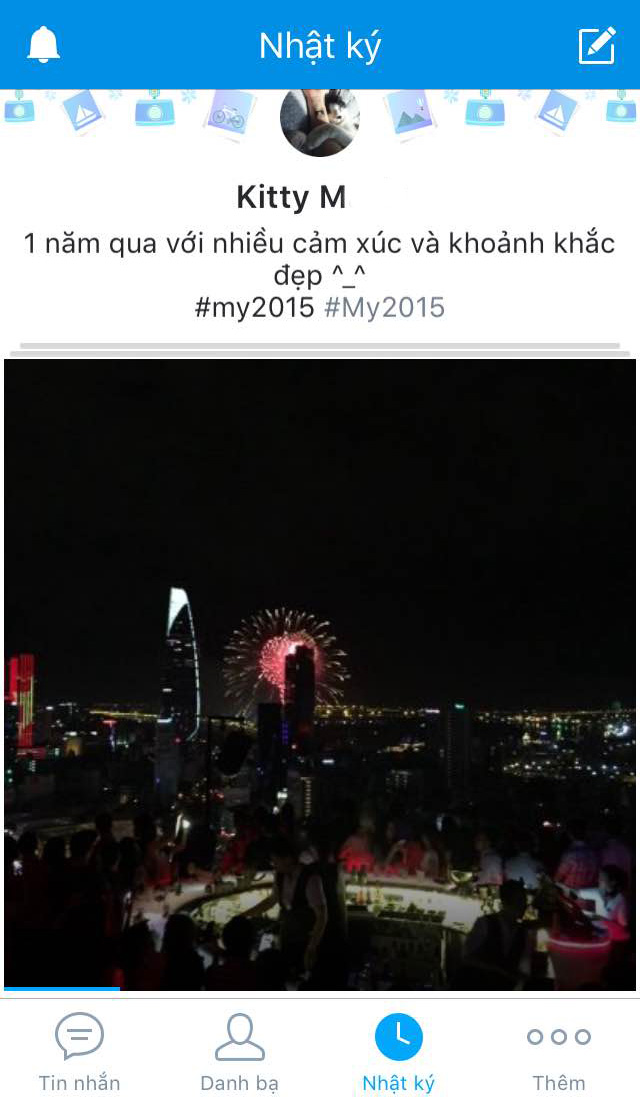 Nhật ký
Kitty M
1 năm qua với nhiều cảm xúc và khoảnh khắc
đẹp ^_^
#my2015 #My2015
Tin nhắn
Danh bạ
Nhật ký
Thêm